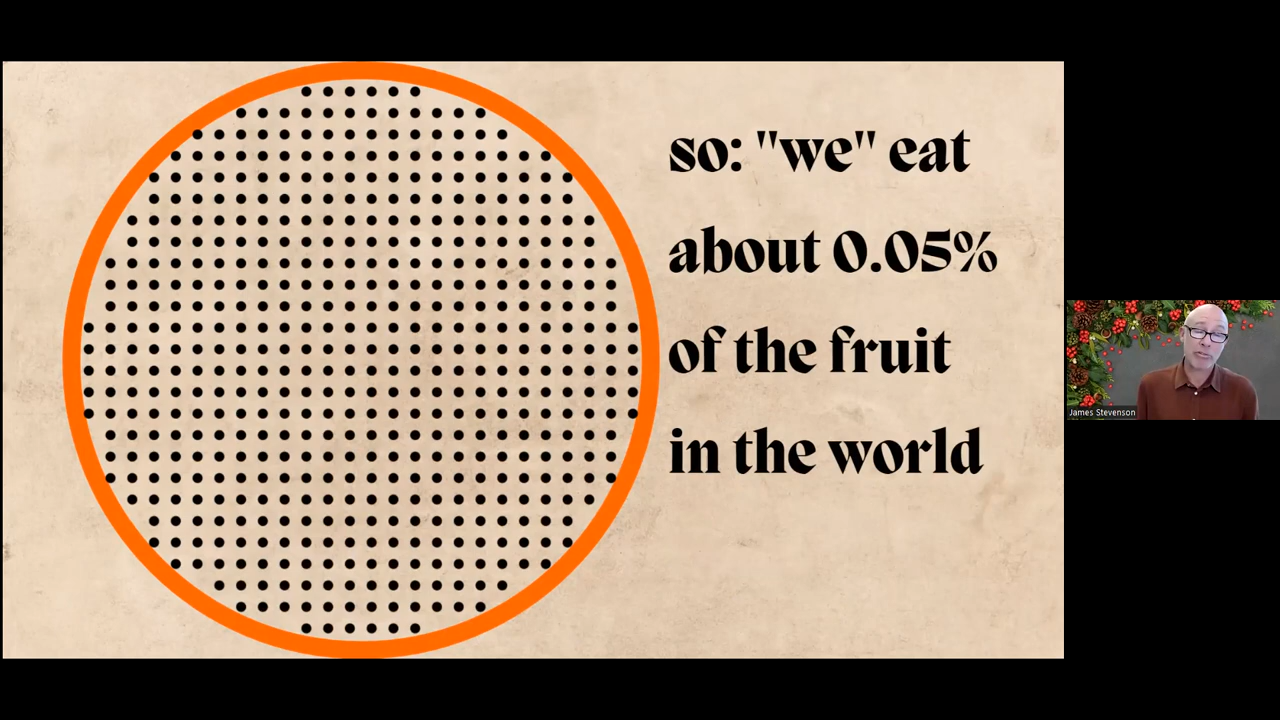 so: "we" eat
about 0.05%
of the fruit
in the world
James Stevenson